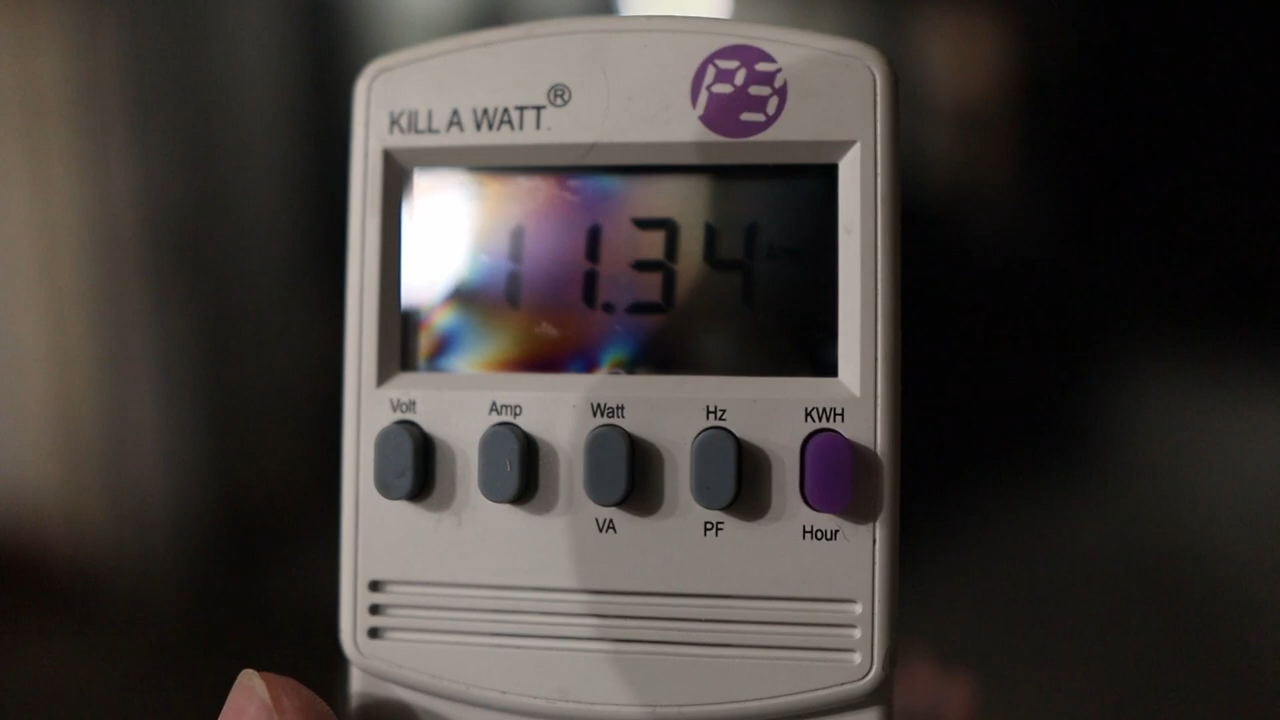 KILL A WATT®
P3
11.34
Volt Amp Watt Hz KWH
VA PF Hour